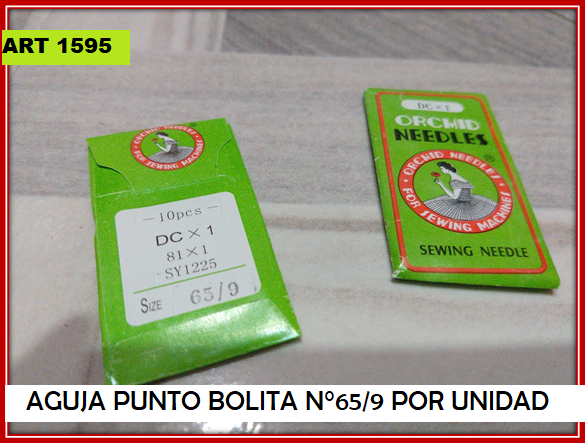 ART 1595
ORCHID NEEDLES
FOR SEWING MACHINES
10pcs
DC × 1
81×1
SY1225
SIZE 65/9
DC × 1
ORCHID
NEEDLES
ORCHID NEEDLES
FOR SEWING MACHINES
SEWING NEEDLE
AGUJA PUNTO BOLITA N°65/9 POR UNIDAD